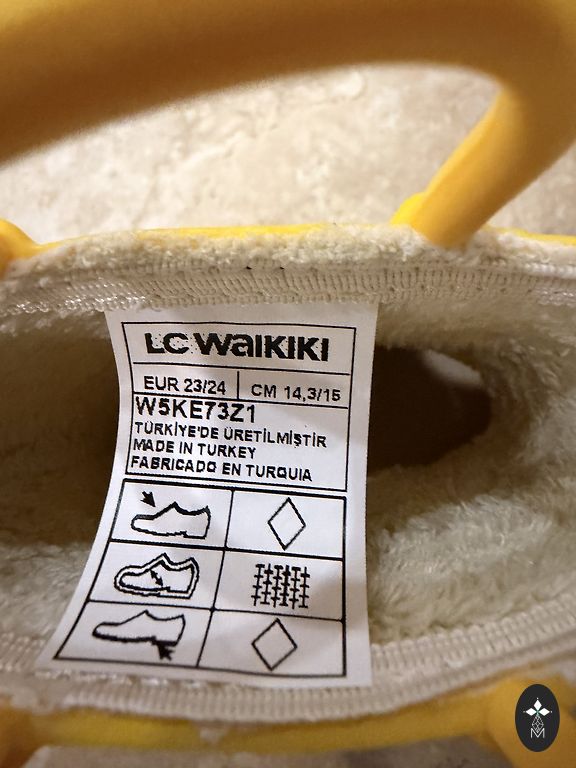 LC WAIKIKI
EUR 23/24
CM 14,3/15
W5KE73Z1
TÜRKİYE'DE ÜRETİLMİŞTİR
MADE IN TURKEY
FABRICADO EN TURQUIA
M